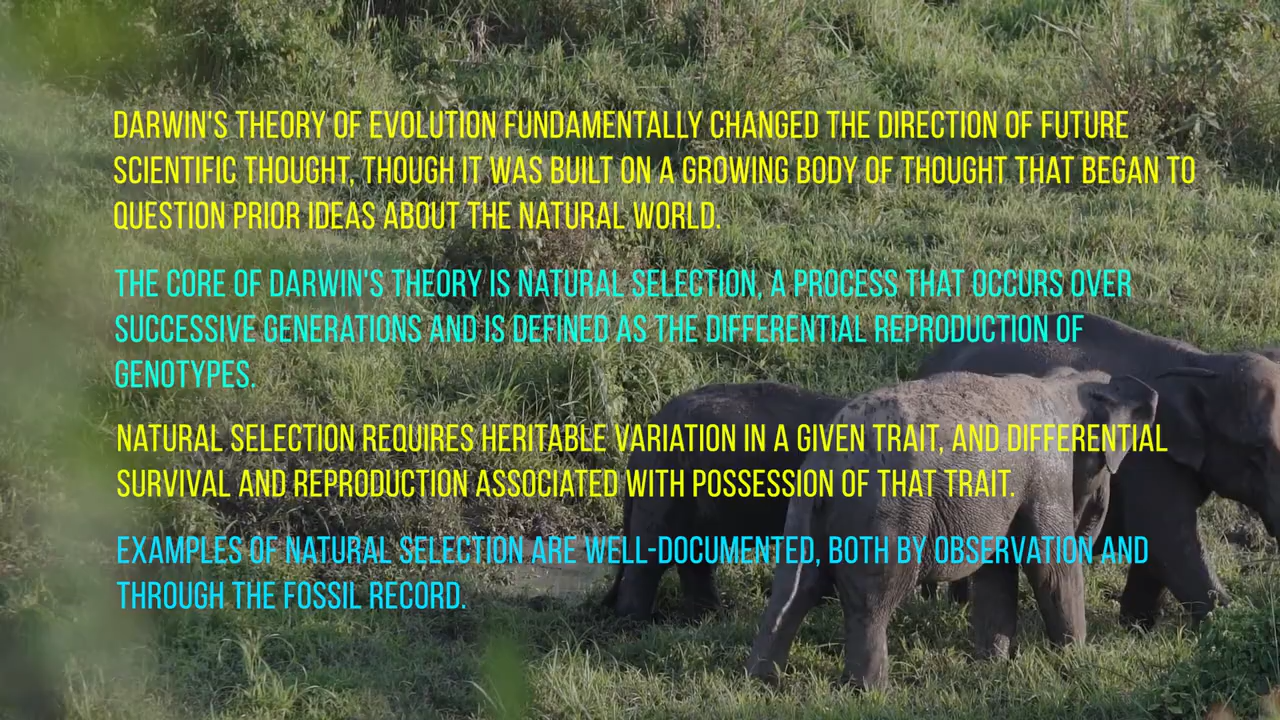 DARWIN'S THEORY OF EVOLUTION FUNDAMENTALLY CHANGED THE DIRECTION OF FUTURE
SCIENTIFIC THOUGHT, THOUGH IT WAS BUILT ON A GROWING BODY OF THOUGHT THAT BEGAN TO
QUESTION PRIOR IDEAS ABOUT THE NATURAL WORLD.
THE CORE OF DARWIN'S THEORY IS NATURAL SELECTION, A PROCESS THAT OCCURS OVER
SUCCESSIVE GENERATIONS AND IS DEFINED AS THE DIFFERENTIAL REPRODUCTION OF
GENOTYPES.
NATURAL SELECTION REQUIRES HERITABLE VARIATION IN A GIVEN TRAIT, AND DIFFERENTIAL
SURVIVAL AND REPRODUCTION ASSOCIATED WITH POSSESSION OF THAT TRAIT.
EXAMPLES OF NATURAL SELECTION ARE WELL-DOCUMENTED, BOTH BY OBSERVATION AND
THROUGH THE FOSSIL RECORD.